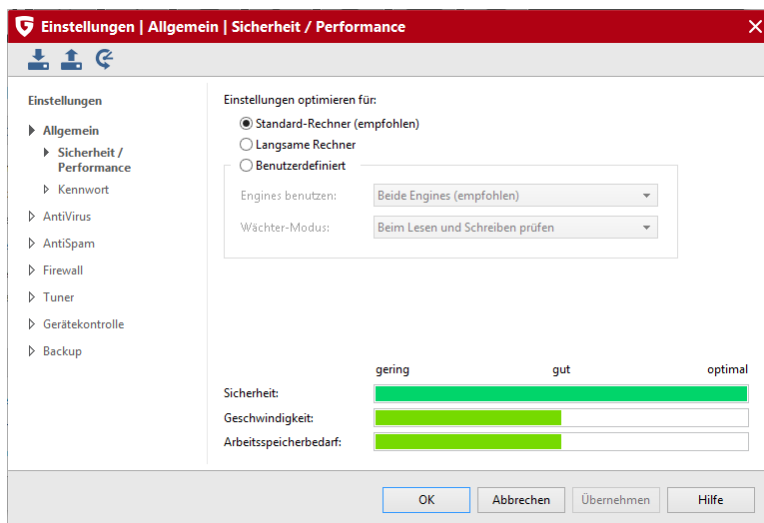 Einstellungen | Allgemein | Sicherheit / Performance
Einstellungen
Allgemein
Sicherheit /
Performance
Kennwort
AntiVirus
AntiSpam
Firewall
Tuner
Gerätekontrolle
Backup
Einstellungen optimieren für:
Standard-Rechner (empfohlen)
Langsame Rechner
Benutzerdefiniert
Engines benutzen: Beide Engines (empfohlen)
Wächter-Modus: Beim Lesen und Schreiben prüfen
gering gut optimal
Sicherheit:
Geschwindigkeit:
Arbeitsspeicherbedarf:
OK Abbrechen Übernehmen Hilfe